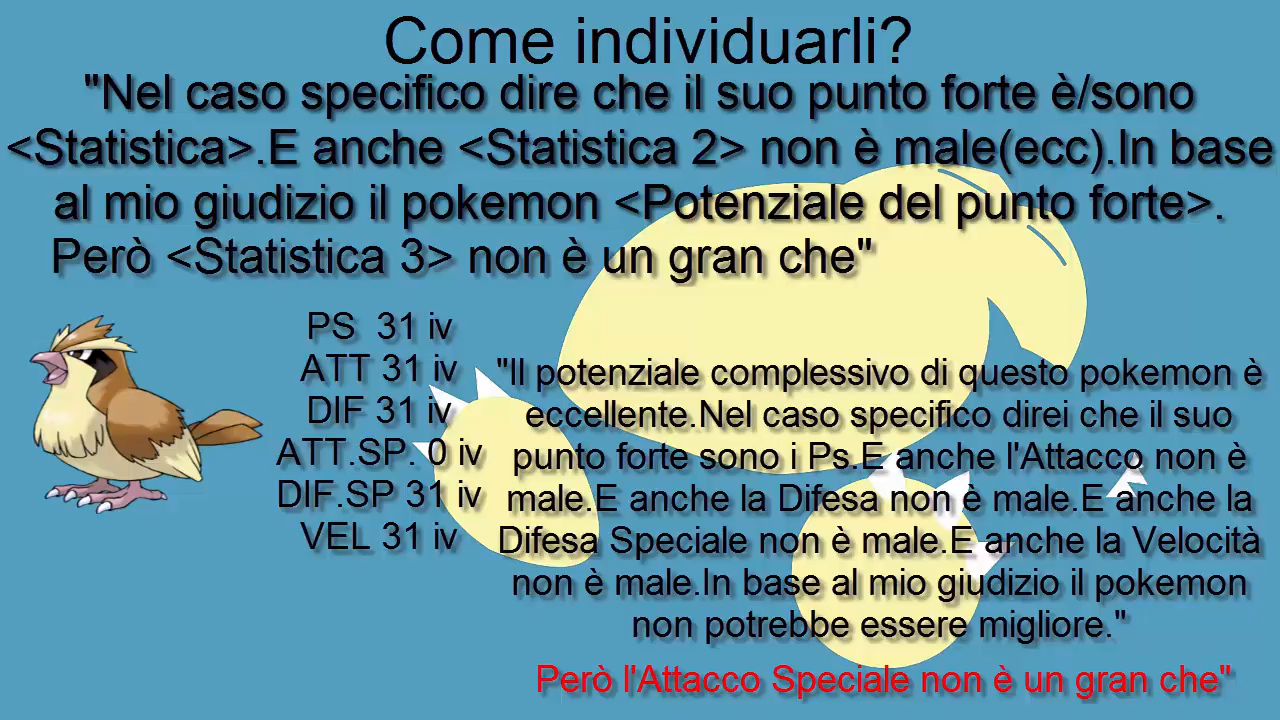 Come individuarli?
"Nel caso specifico dire che il suo punto forte è/sono
<Statistica>.E anche <Statistica 2> non è male(ecc).In base
al mio giudizio il pokemon <Potenziale del punto forte>.
Però <Statistica 3> non è un gran che"
PS 31 iv
ATT 31 iv
DIF 31 iv
ATT.SP. 0 iv
DIF.SP 31 iv
VEL 31 iv
"Il potenziale complessivo di questo pokemon è
eccellente.Nel caso specifico direi che il suo
punto forte sono i Ps.E anche l'Attacco non è
male.E anche la Difesa non è male.E anche la
Difesa Speciale non è male.E anche la Velocità
non è male.In base al mio giudizio il pokemon
non potrebbe essere migliore."
Però l'Attacco Speciale non è un gran che"